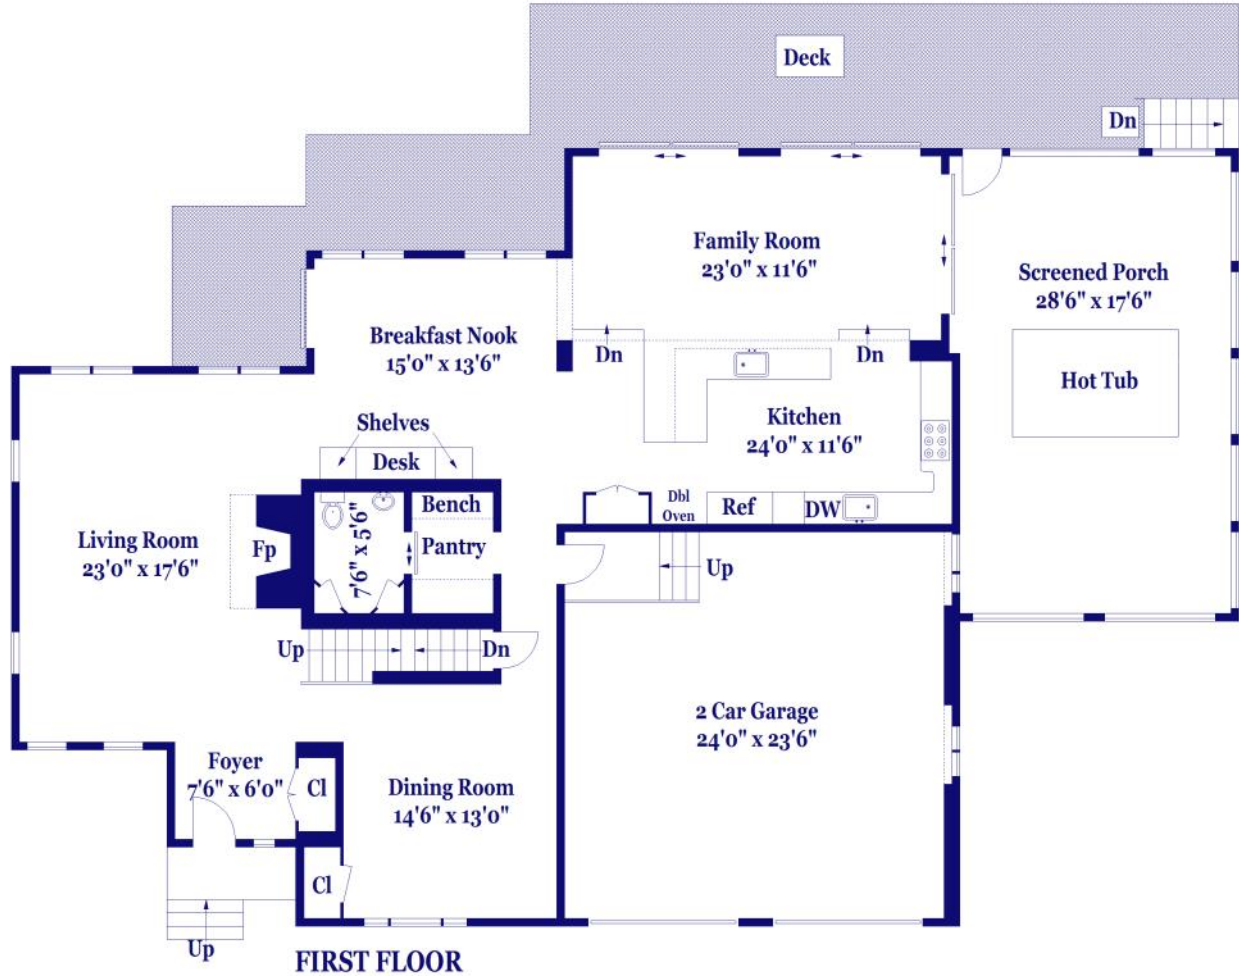 Deck
Dn
Family Room
23'0" x 11'6"
Screened Porch
28'6" x 17'6"
Breakfast Nook
15'0" x 13'6"
Dn
Dn
Hot Tub
Kitchen
24'0" x 11'6"
Shelves
Desk
Bench
Pantry
7'6" x 5'6"
Dbl
Oven
Ref
DW
Living Room
23'0" x 17'6"
Fp
Up
Up
Dn
2 Car Garage
24'0" x 23'6"
Foyer
7'6" x 6'0"
Cl
Dining Room
14'6" x 13'0"
Cl
Up
FIRST FLOOR